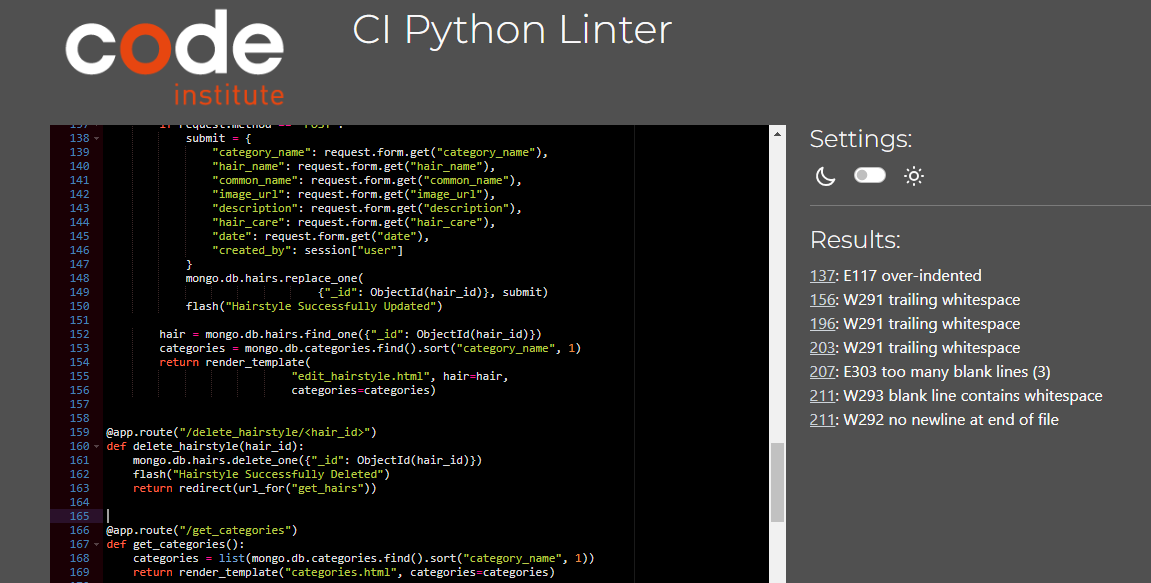 code
institute
CI Python Linter
137 if request.method == "POST":
138 submit = {
139 "category_name": request.form.get("category_name"),
140 "hair_name": request.form.get("hair_name"),
141 "common_name": request.form.get("common_name"),
142 "image_url": request.form.get("image_url"),
143 "description": request.form.get("description"),
144 "hair_care": request.form.get("hair_care"),
145 "date": request.form.get("date"),
146 "created_by": session["user"]
147 }
148 mongo.db.hairs.replace_one(
149 {"_id": ObjectId(hair_id)}, submit)
150 flash("Hairstyle Successfully Updated")
151
152 hair = mongo.db.hairs.find_one({"_id": ObjectId(hair_id)})
153 categories = mongo.db.categories.find().sort("category_name", 1)
154 return render_template(
155 "edit_hairstyle.html", hair=hair,
156 categories=categories)
157
158
159 @app.route("/delete_hairstyle/<hair_id>")
160 def delete_hairstyle(hair_id):
161 mongo.db.hairs.delete_one({"_id": ObjectId(hair_id)})
162 flash("Hairstyle Successfully Deleted")
163 return redirect(url_for("get_hairs"))
164
165
166 @app.route("/get_categories")
167 def get_categories():
168 categories = list(mongo.db.categories.find().sort("category_name", 1))
169 return render_template("categories.html", categories=categories)
Settings:
Results:
137: E117 over-indented
156: W291 trailing whitespace
196: W291 trailing whitespace
203: W291 trailing whitespace
207: E303 too many blank lines (3)
211: W293 blank line contains whitespace
211: W292 no newline at end of file